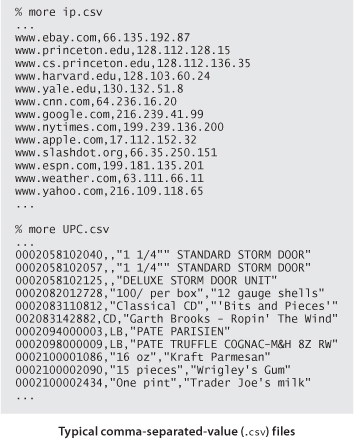 % more ip.csv
...
www.ebay.com,66.135.192.87
www.princeton.edu,128.112.128.15
www.cs.princeton.edu,128.112.136.35
www.harvard.edu,128.103.60.24
www.yale.edu,130.132.51.8
www.cnn.com,64.236.16.20
www.google.com,216.239.41.99
www.nytimes.com,199.239.136.200
www.apple.com,17.112.152.32
www.slashdot.org,66.35.250.151
www.espn.com,199.181.135.201
www.weather.com,63.111.66.11
www.yahoo.com,216.109.118.65
...
% more UPC.csv
...
0002058102040,,"1 1/4"" STANDARD STORM DOOR"
0002058102057,,"1 1/4"" STANDARD STORM DOOR"
0002058102125,,"DELUXE STORM DOOR UNIT"
0002082012728,"100/ per box","12 gauge shells"
0002083110812,"Classical CD","'Bits and Pieces'"
002083142882,CD,"Garth Brooks - Ropin' The Wind"
0002094000003,LB,"PATE PARISIEN"
0002098000009,LB,"PATE TRUFFLE COGNAC-M&H 8Z RW"
0002100001086,"16 oz","Kraft Parmesan"
0002100002090,"15 pieces","Wrigley's Gum"
0002100002434,"One pint","Trader Joe's milk"
...
Typical comma-separated-value (.csv) files